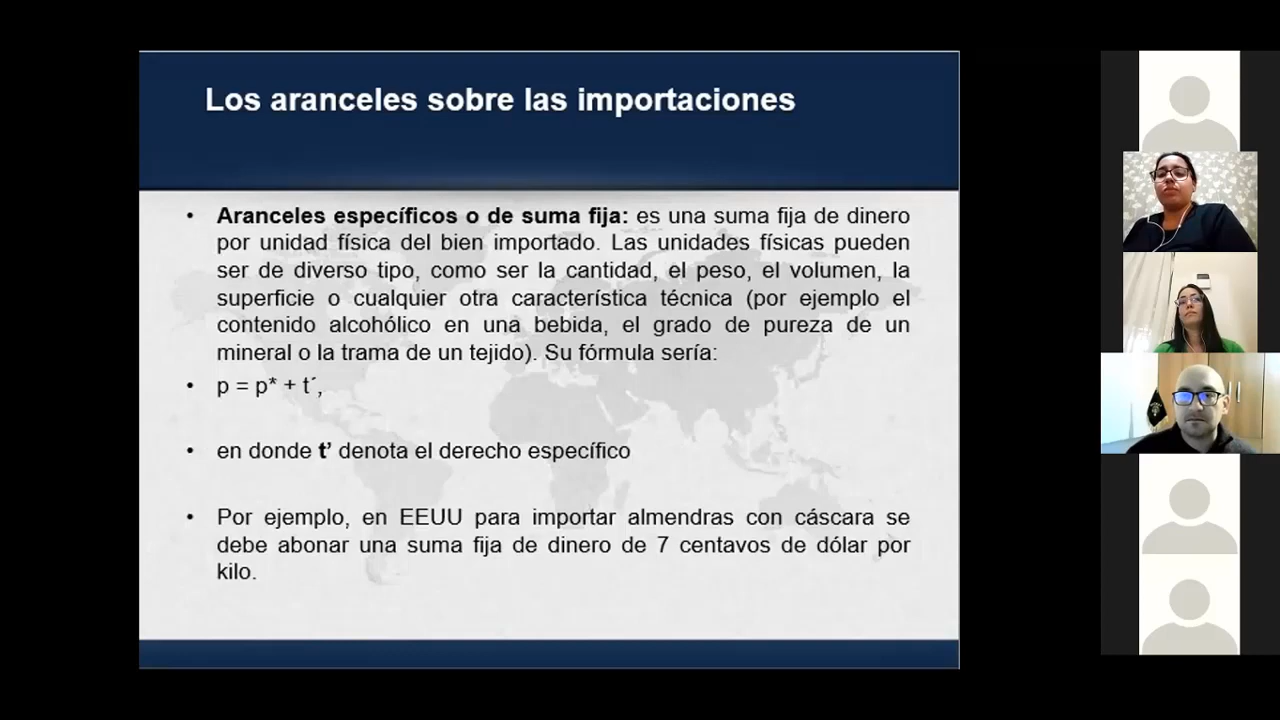 Los aranceles sobre las importaciones
• Aranceles específicos o de suma fija: es una suma fija de dinero
por unidad física del bien importado. Las unidades físicas pueden
ser de diverso tipo, como ser la cantidad, el peso, el volumen, la
superficie o cualquier otra característica técnica (por ejemplo el
contenido alcohólico en una bebida, el grado de pureza de un
mineral o la trama de un tejido). Su fórmula sería:
• p = p* + t´,
• en donde t’ denota el derecho específico
• Por ejemplo, en EEUU para importar almendras con cáscara se
debe abonar una suma fija de dinero de 7 centavos de dólar por
kilo.